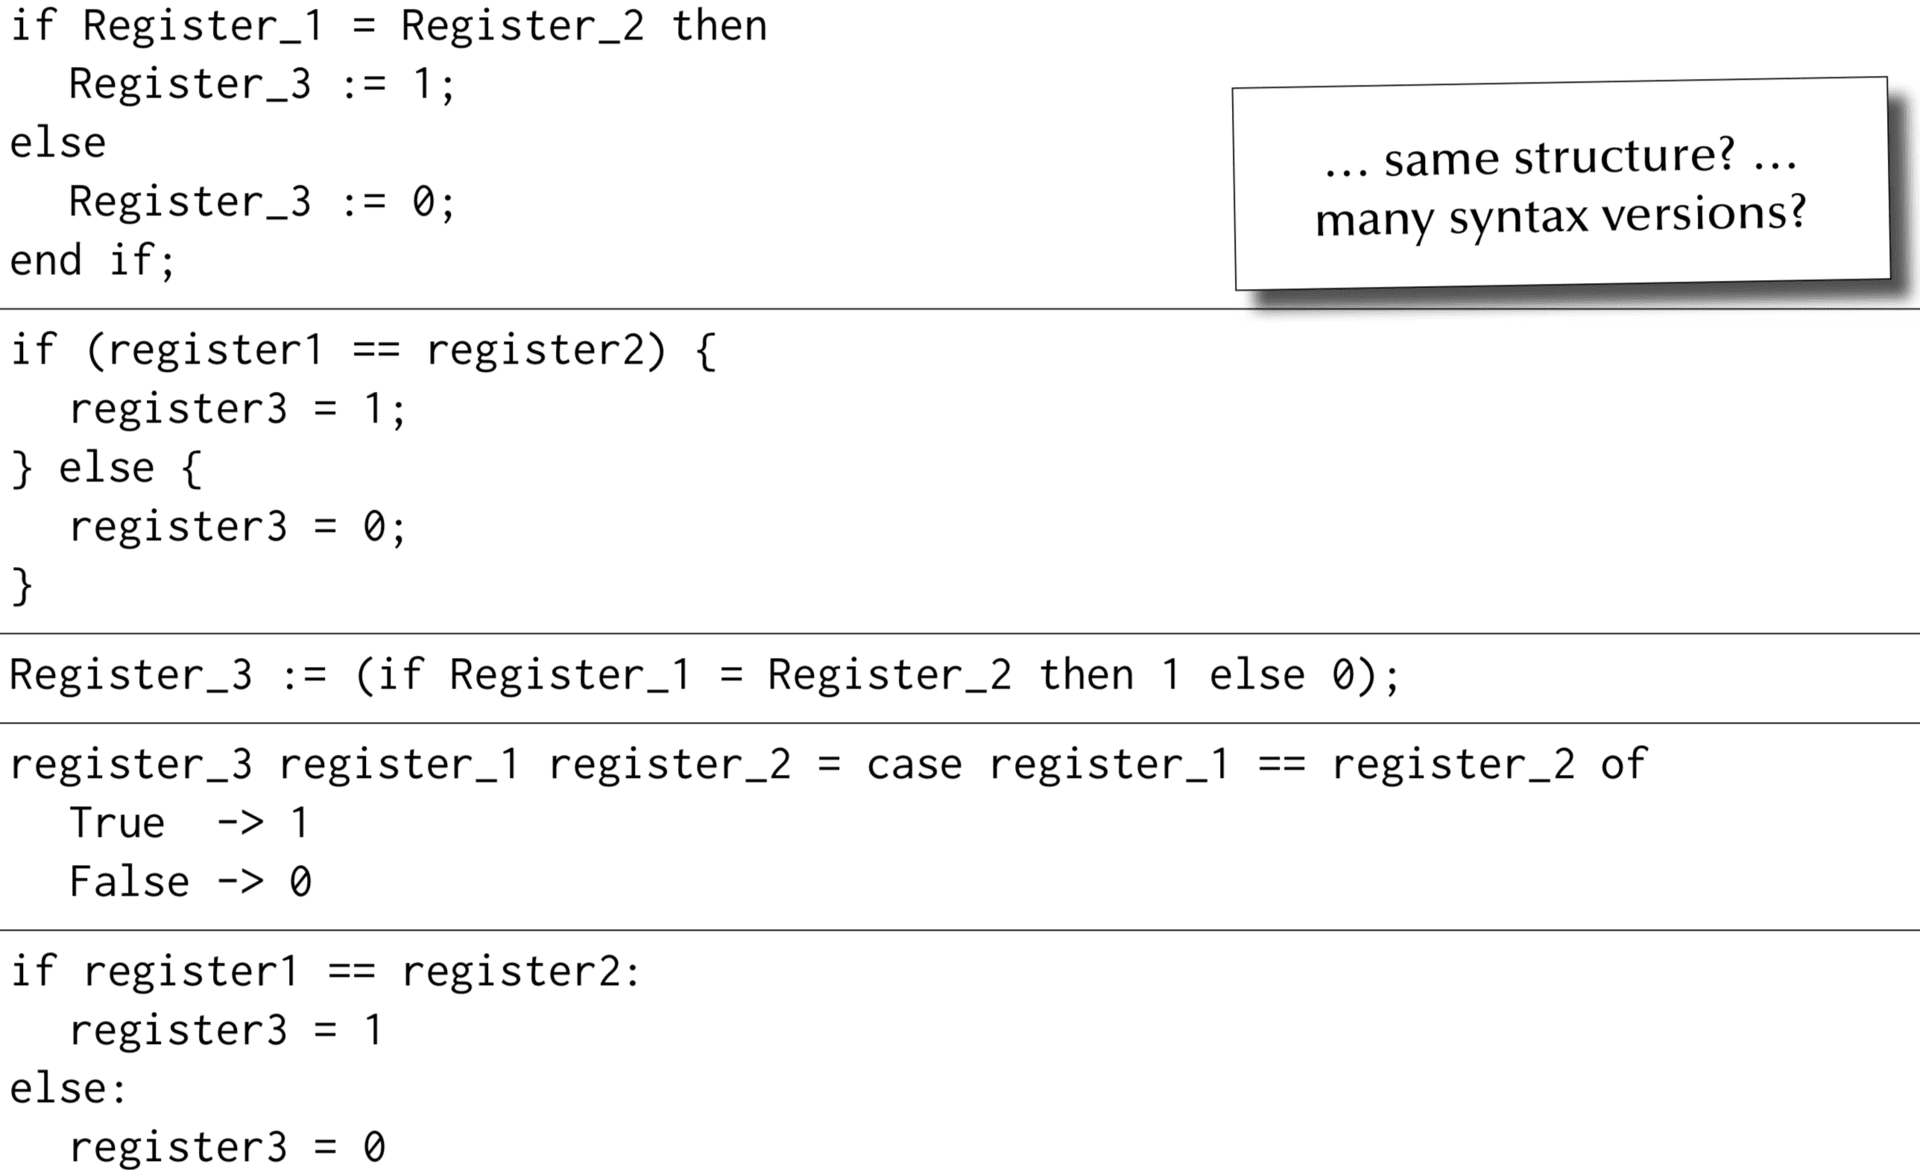 if Register_1 = Register_2 then
   Register_3 := 1;
else
   Register_3 := 0;
end if;
… same structure? …
many syntax versions?
if (register1 == register2) {
   register3 = 1;
} else {
   register3 = 0;
}
Register_3 := (if Register_1 = Register_2 then 1 else 0);
register_3 register_1 register_2 = case register_1 == register_2 of
   True  -> 1
   False -> 0
if register1 == register2:
   register3 = 1
else:
   register3 = 0